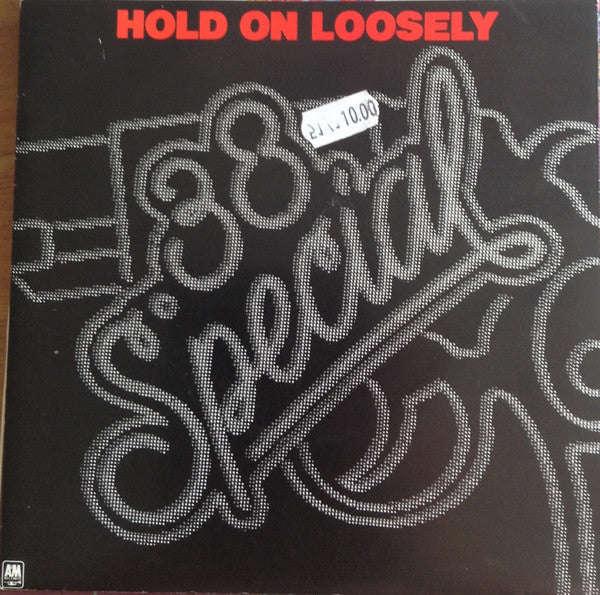 HOLD ON LOOSELY
10.00
38
Special
A&M